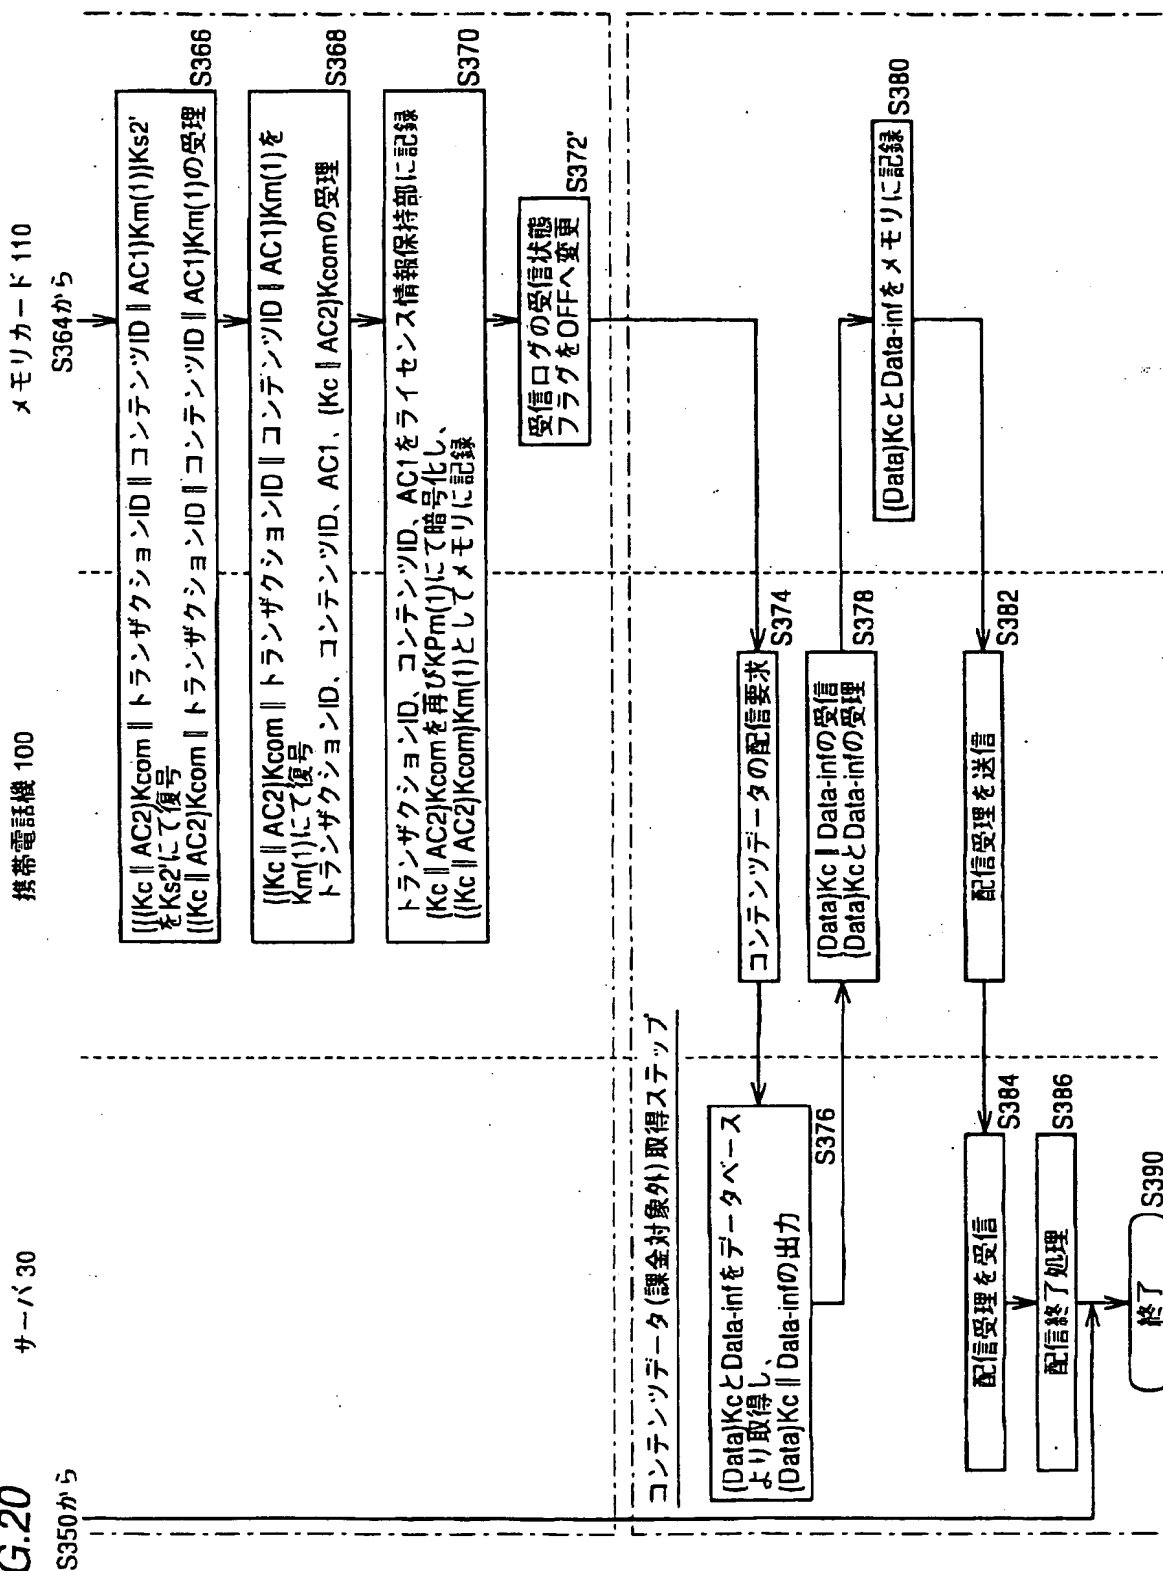 G.20
サーバ 30
携帯電話機 100
メモリカード 110
S350から
S364から
{{{Kc ∥ AC2}Kcom ∥ トランザクションID ∥ コンテンツID ∥ AC1}Km(1)}Ks2'
をKs2'にて復号
{{Kc ∥ AC2}Kcom ∥ トランザクションID ∥ コンテンツID ∥ AC1}Km(1)の受理
S366
{{Kc ∥ AC2}Kcom ∥ トランザクションID ∥ コンテンツID ∥ AC1}Km(1)を
Km(1)にて復号
トランザクションID、コンテンツID、AC1、{Kc ∥ AC2}Kcomの受理
S368
トランザクションID、コンテンツID、AC1をライセンス情報保持部に記録
{Kc ∥ AC2}Kcomを再びKPm(1)にて暗号化し、
{{Kc ∥ AC2}Kcom}Km(1)としてメモリに記録
S370
受信ログの受信状態
フラグをOFFへ変更
S372'
コンテンツデータ(課金対象外)取得ステップ
コンテンツデータの配信要求
S374
{Data}KcとData-infをデータベース
より取得し、
{Data}Kc ∥ Data-infの出力
S376
{Data}Kc ∥ Data-infの受信
{Data}KcとData-infの受理
S378
{Data}KcとData-infをメモリに記録
S380
配信受理を送信
S382
配信受理を受信
S384
配信終了処理
S386
終了
S390